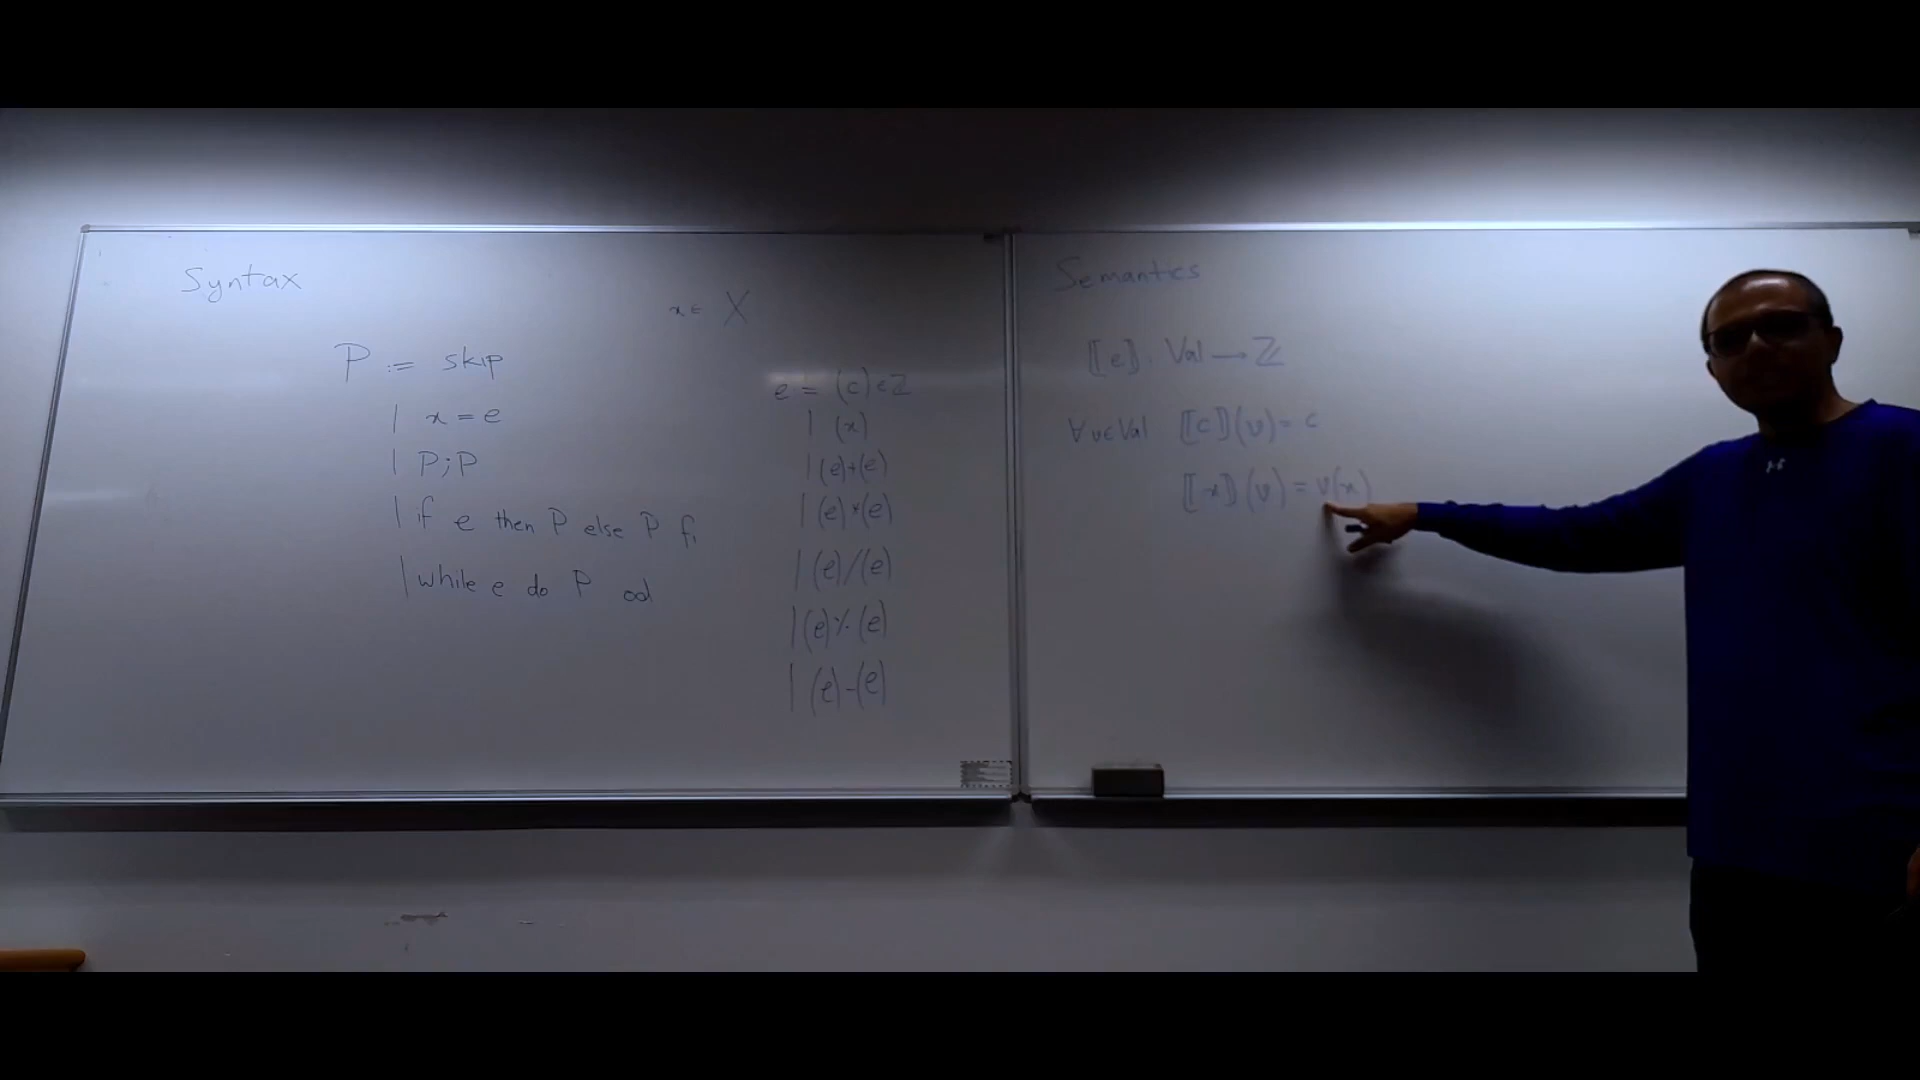 Syntax
x ∈ X
P := skip
| x = e
| P;P
| if e then P else P fi
| while e do P od
e := (c) ∈ ℤ
| (x)
| (e)+(e)
| (e)*(e)
| (e)/(e)
| (e)%(e)
| (e)-(e)
Semantics
⟦e⟧: Val → ℤ
∀ v ∈ Val ⟦c⟧(v) = c
⟦x⟧(v) = v(x)